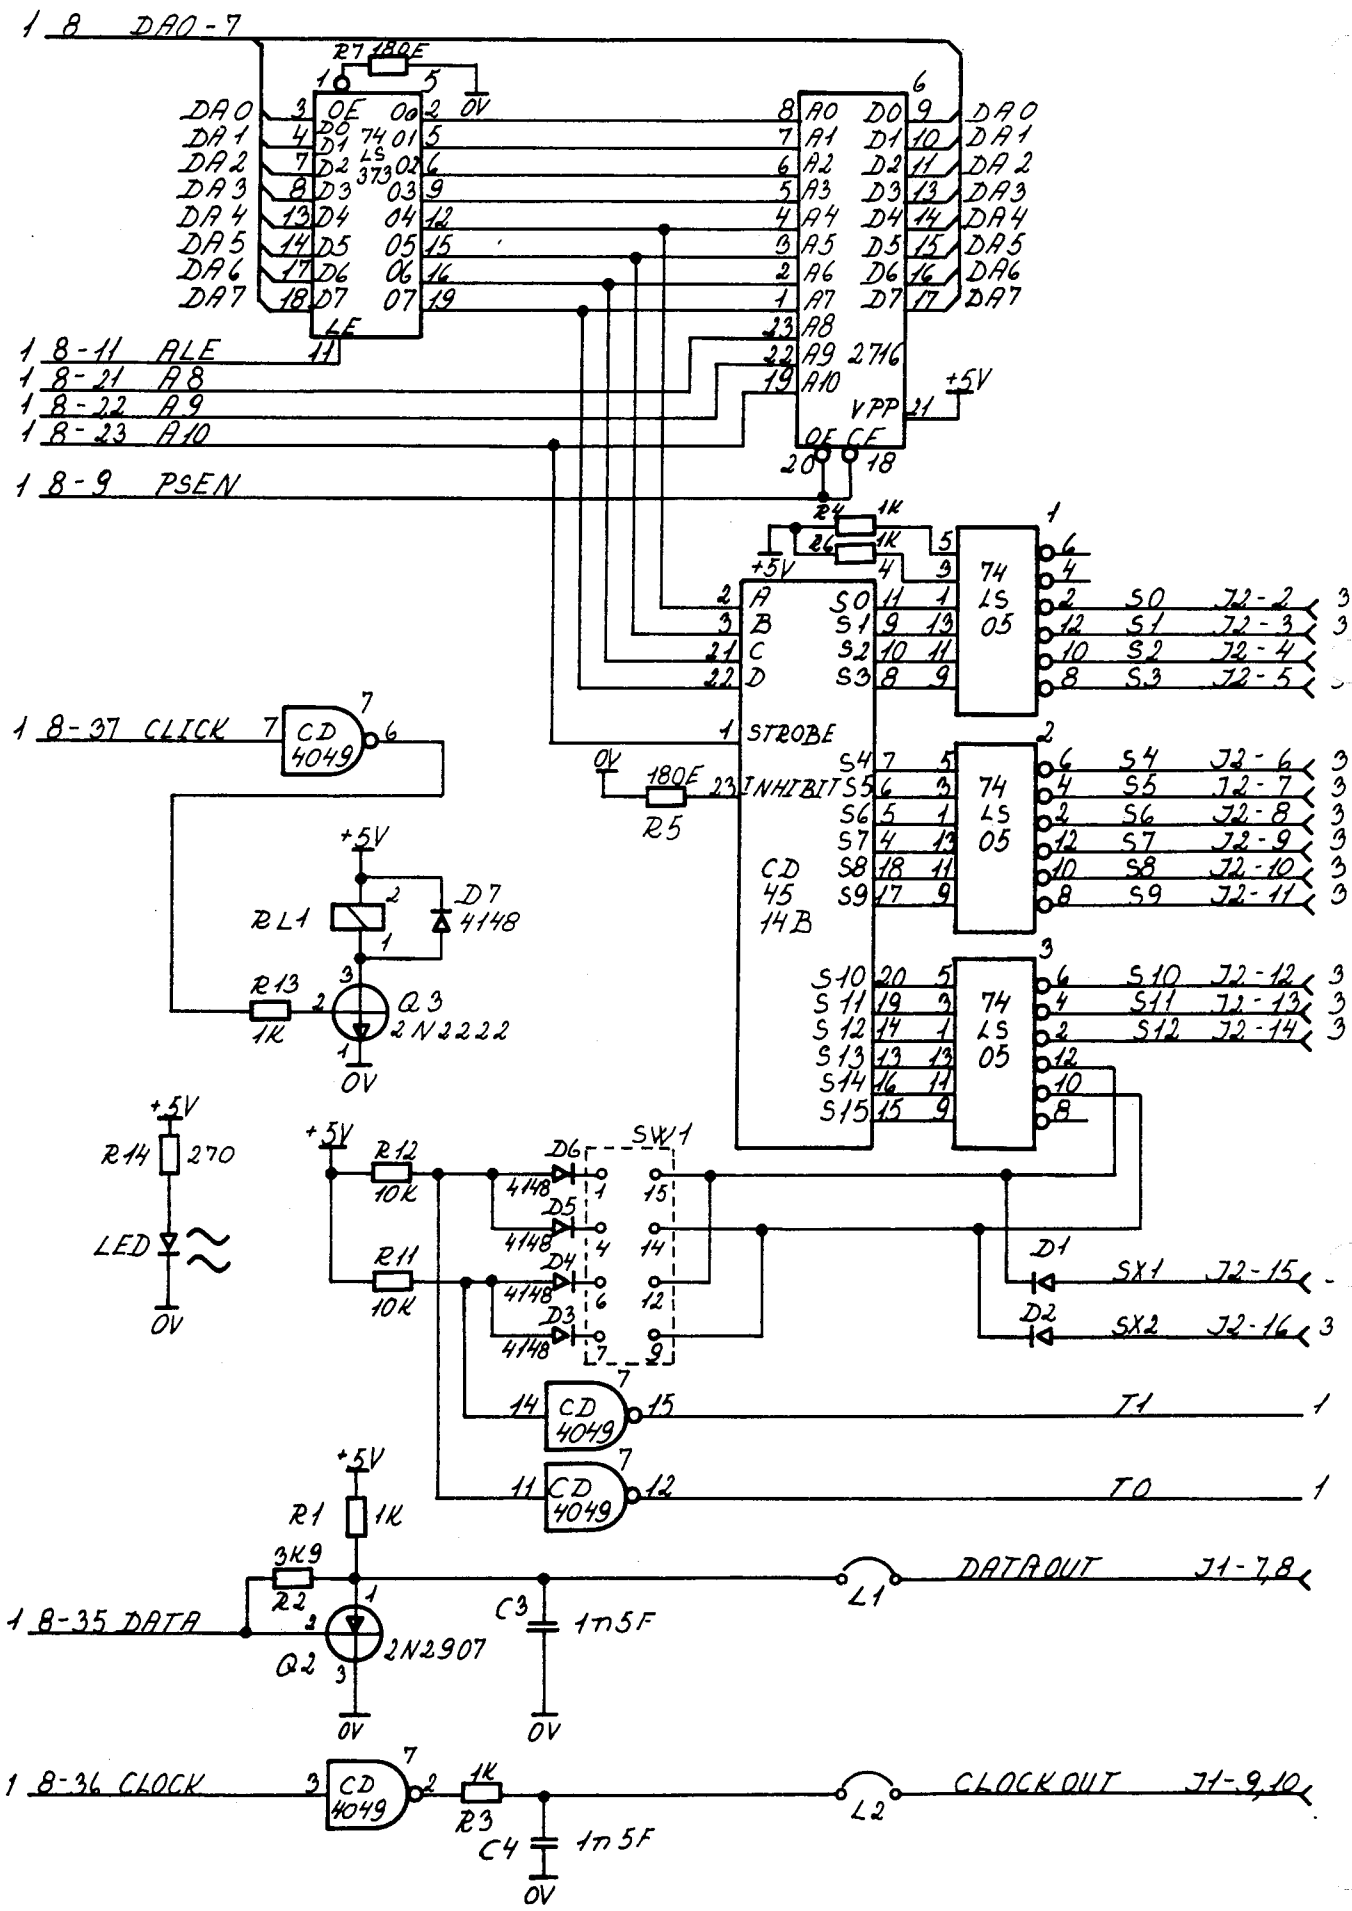 1 8 DA0-7
R7 180E
1 5 0V
6
DA0 3 D0 OE O0 2 8 A0 D0 9 DA0
DA1 4 D1 74 O1 5 7 A1 D1 10 DA1
DA2 7 D2 LS O2 6 6 A2 D2 11 DA2
DA3 8 D3 373 O3 9 5 A3 D3 13 DA3
DA4 13 D4 O4 12 4 A4 D4 14 DA4
DA5 14 D5 O5 15 3 A5 D5 15 DA5
DA6 17 D6 O6 16 2 A6 D6 16 DA6
DA7 18 D7 O7 19 1 A7 D7 17 DA7
LE 23 A8
1 8-11 ALE 11 22 A9 2716
1 8-21 A8 19 A10 +5V
1 8-22 A9 VPP 21
1 8-23 A10 OE CE
20 18
1 8-9 PSEN
R4 1K 1
R6 1K 5 6
+5V 4 3 74 4
2 A S0 11 1 LS 2 S0 J2-2 3
3 B S1 9 13 05 12 S1 J2-3 3
21 C S2 10 11 10 S2 J2-4
22 D S3 8 9 8 S3 J2-5
7
1 8-37 CLICK 7 CD 4049 6
1 STROBE 2
0V S4 7 5 6 S4 J2-6 3
180E 23 INHIBIT S5 6 3 74 4 S5 J2-7 3
R5 S6 5 1 LS 2 S6 J2-8 3
S7 4 13 05 12 S7 J2-9 3
CD S8 18 11 10 S8 J2-10 3
45 S9 17 9 8 S9 J2-11 3
14B
+5V
2 D7
RL1 4148
1
3
R13 2 Q3
1K 2N2222
1
0V
3
S10 20 5 6 S10 J2-12 3
S11 19 3 74 4 S11 J2-13 3
S12 14 1 LS 2 S12 J2-14 3
S13 13 13 05 12
S14 16 11 10
S15 15 9 8
+5V
R14 270
LED
0V
+5V
R12 D6 SW1
10K 4148 1 15
D5
4148 4 14
R11 D4
10K 4148 6 12
D3
4148 7 9
D1 SX1 J2-15
D2 SX2 J2-16 3
7
14 CD 4049 15 T1 1
7
11 CD 4049 12 T0 1
+5V
R1 1K
3K9
R2 1 L1 DATAOUT J1-7,8
1 8-35 DATA 2 2N2907 C3 1n5F
Q2 3
0V 0V
7
1 8-36 CLOCK 3 CD 4049 2 1K CLOCKOUT J1-9,10
R3 L2
C4 1n5F
0V